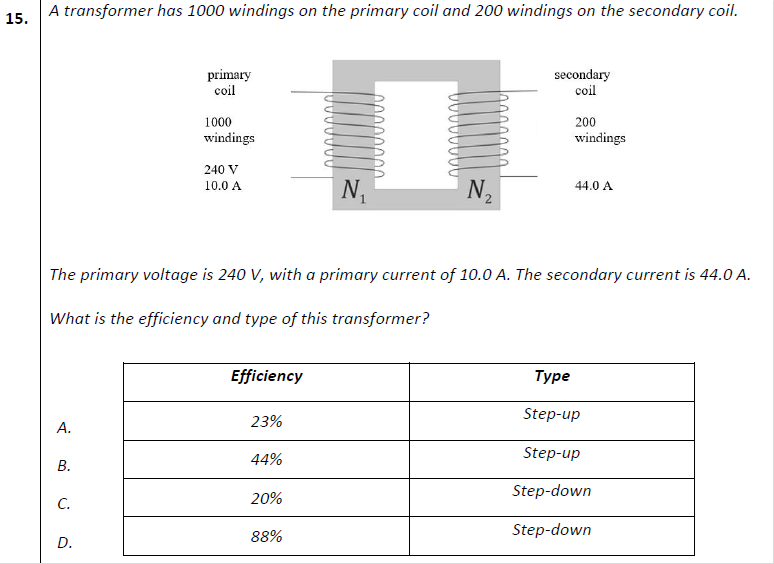 15.
A transformer has 1000 windings on the primary coil and 200 windings on the secondary coil.
primary
coil
secondary
coil
1000
windings
200
windings
240 V
10.0 A
44.0 A
N1
N2
The primary voltage is 240 V, with a primary current of 10.0 A. The secondary current is 44.0 A.
What is the efficiency and type of this transformer?
Efficiency Type
A. 23% Step-up
B. 44% Step-up
C. 20% Step-down
D. 88% Step-down